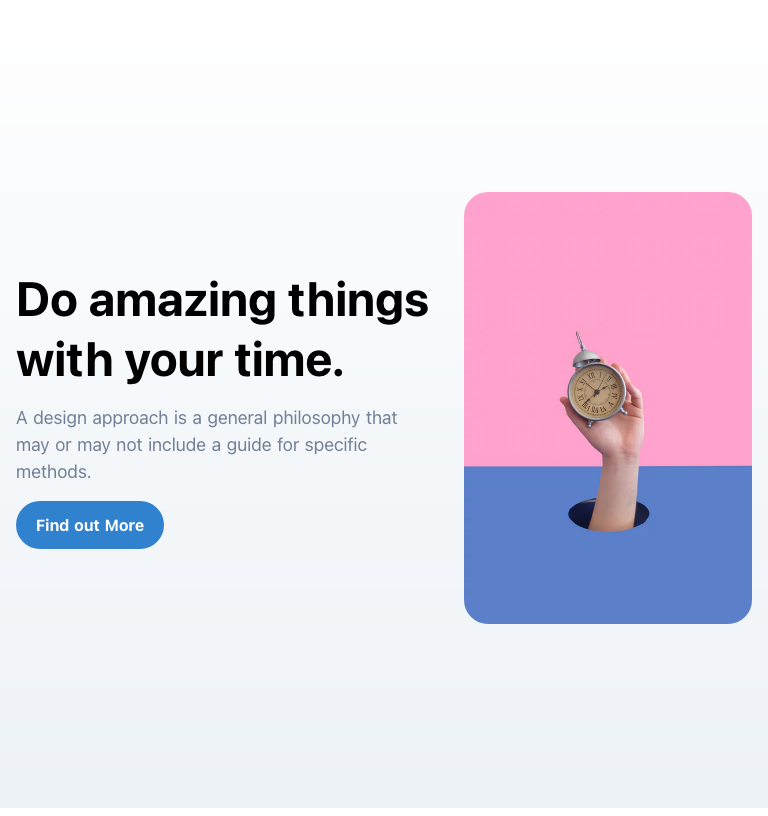 Do amazing things
with your time.
A design approach is a general philosophy that
may or may not include a guide for specific
methods.
Find out More